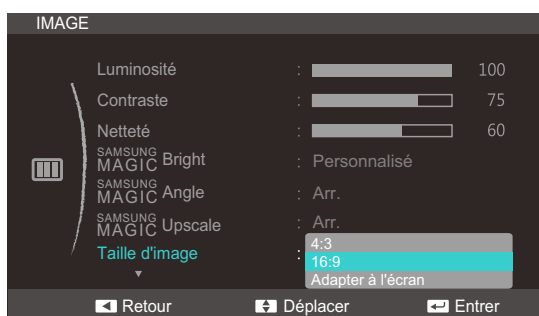 IMAGE
Luminosité : 100
Contraste : 75
Netteté : 60
SAMSUNG MAGIC Bright : Personnalisé
SAMSUNG MAGIC Angle : Arr.
SAMSUNG MAGIC Upscale : Arr.
Taille d'image :
4:3
16:9
Adapter à l'écran
Retour Déplacer Entrer